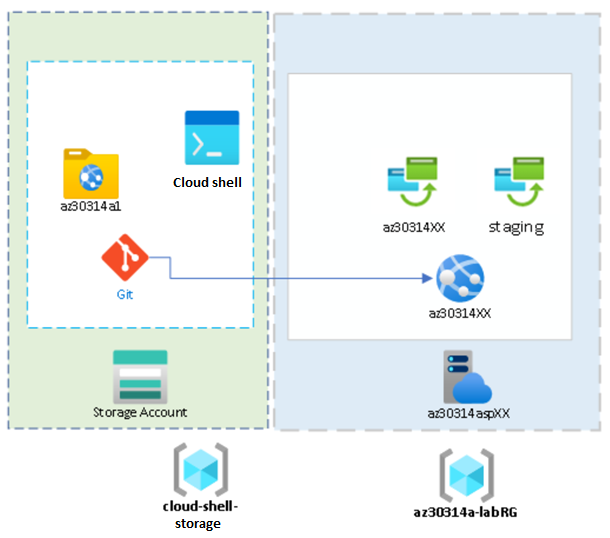 Cloud shell
az30314a1
Git
Storage Account
az30314XX
staging
az30314XX
az30314aspXX
cloud-shell-
storage
az30314a-labRG